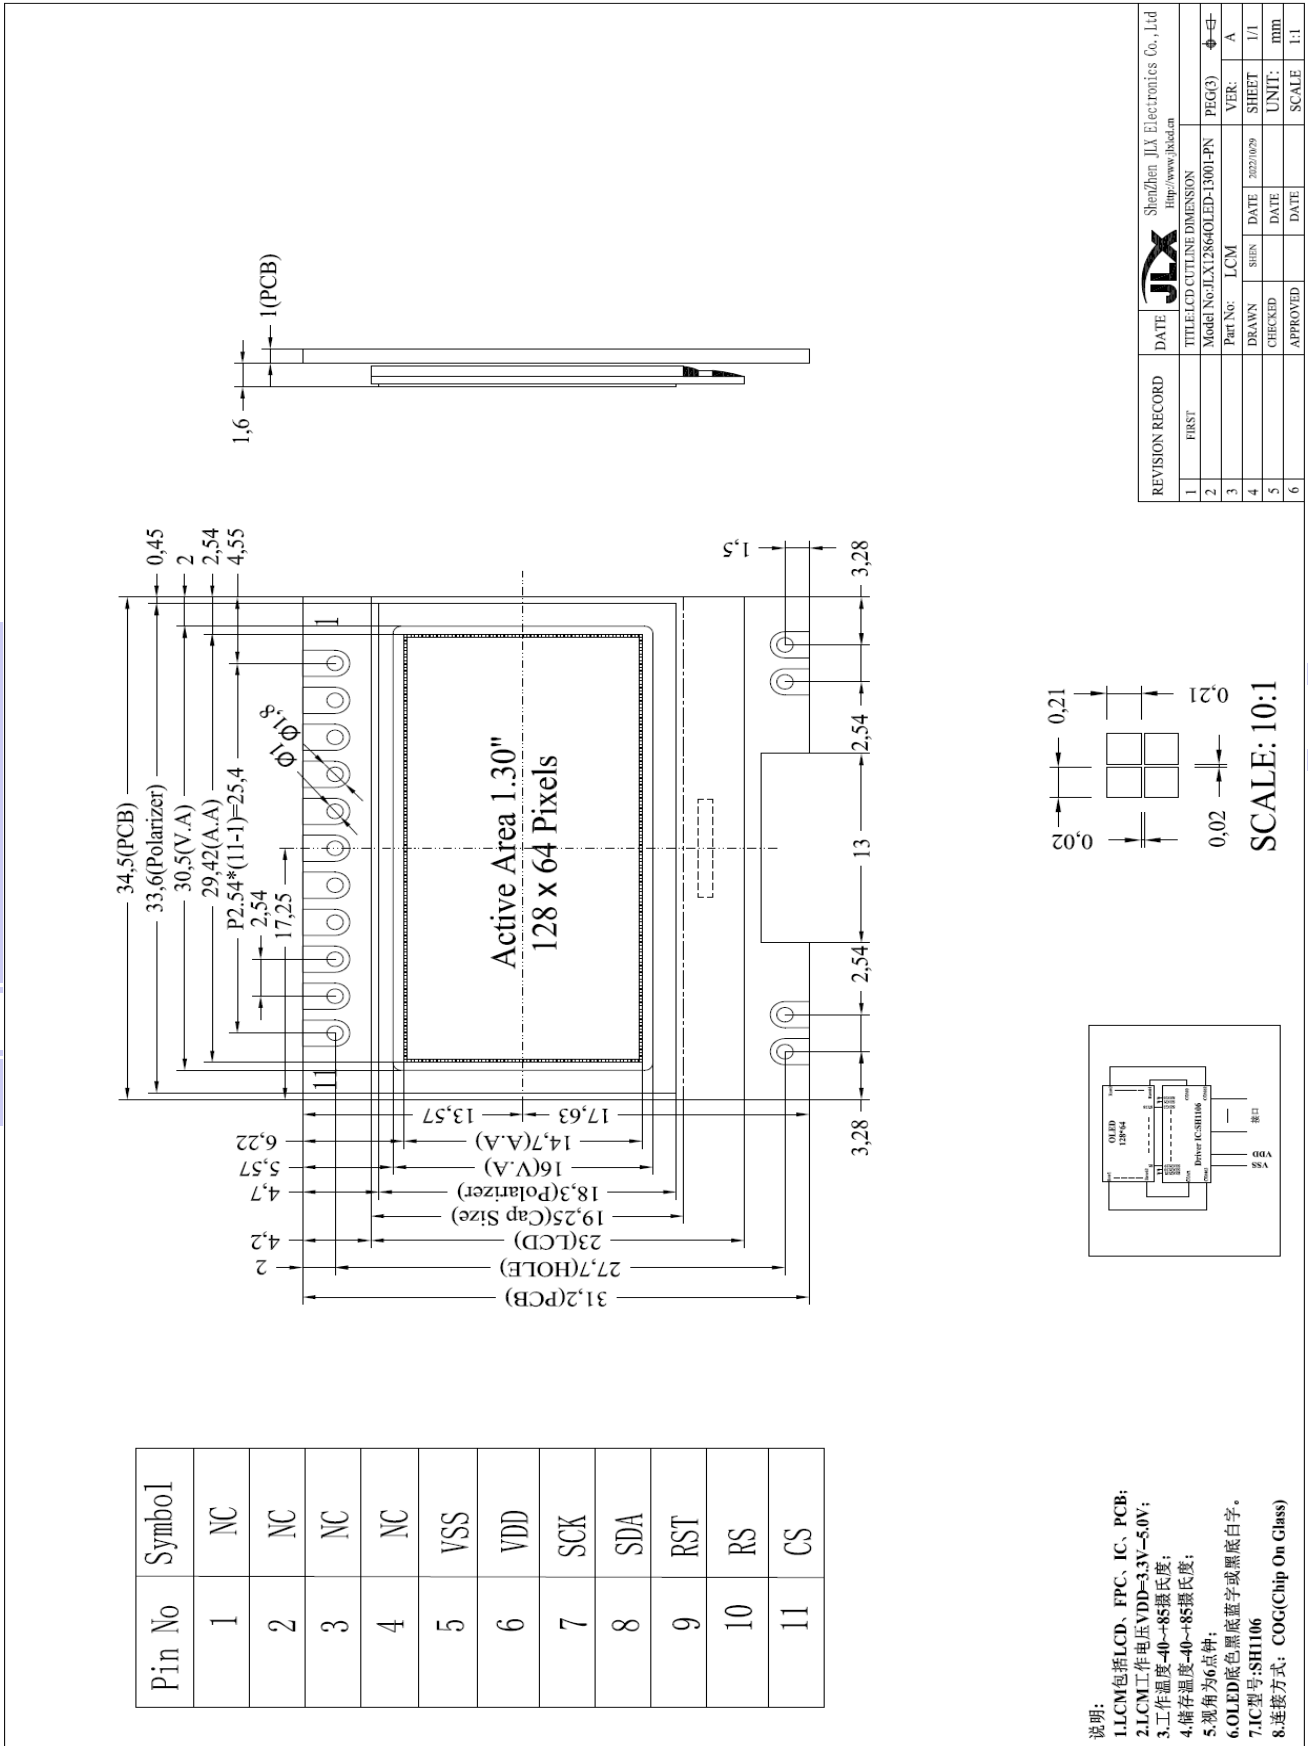 34,5(PCB)
33,6(Polarizer)
30,5(V.A)
29,42(A.A)
P2.54*(11-1)=25,4
2,54
17,25
0,45
2
2,54
4,55
1
11
Φ1
Φ1,8
Active Area 1.30"
128 x 64 Pixels
13,57
17,63
6,22
14,7(A.A)
5,57
16(V.A)
4,7
18,3(Polarizer)
19,25(Cap Size)
4,2
23(LCD)
2
27,7(HOLE)
31,2(PCB)
1,5
3,28
2,54
13
2,54
3,28
1,6
1(PCB)
0,21
0,21
0,02
0,02
SCALE: 10:1
OLED
128*64
Driver IC:SH1106
VSS
VDD
接口
Pin No Symbol
1 NC
2 NC
3 NC
4 NC
5 VSS
6 VDD
7 SCK
8 SDA
9 RST
10 RS
11 CS
说明:
1.LCM包括LCD、FPC、IC、PCB;
2.LCM工作电压VDD=3.3V--5.0V;
3.工作温度-40~+85摄氏度;
4.储存温度-40~+85摄氏度;
5.视角为6点钟;
6.OLED底色黑底蓝字或黑底白字。
7.IC型号:SH1106
8.连接方式: COG(Chip On Glass)
REVISION RECORD DATE JLX ShenZhen JLX Electronics Co.,Ltd
Http://www.jlxlcd.cn
1 FIRST TITLE:LCD CUTLINE DIMENSION
2 Model No:JLX12864OLED-13001-PN PEG(3)
3 Part No: LCM VER: A
4 DRAWN SHEN DATE 2022/10/29 SHEET 1/1
5 CHECKED DATE UNIT: mm
6 APPROVED DATE SCALE 1:1